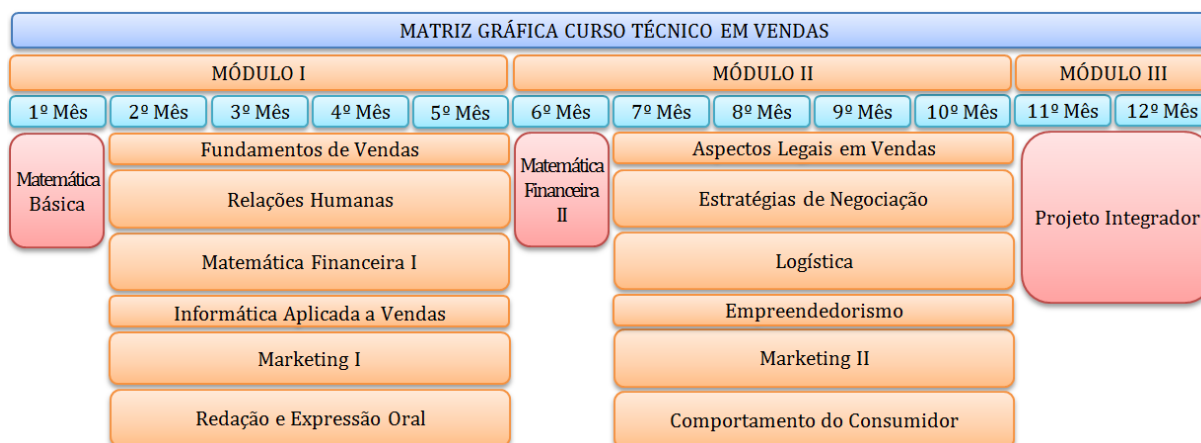 MATRIZ GRÁFICA CURSO TÉCNICO EM VENDAS
MÓDULO I
MÓDULO II
MÓDULO III
1º Mês
2º Mês
3º Mês
4º Mês
5º Mês
6º Mês
7º Mês
8º Mês
9º Mês
10º Mês
11º Mês
12º Mês
Matemática
Básica
Fundamentos de Vendas
Relações Humanas
Matemática Financeira I
Informática Aplicada a Vendas
Marketing I
Redação e Expressão Oral
Matemática
Financeira
II
Aspectos Legais em Vendas
Estratégias de Negociação
Logística
Empreendedorismo
Marketing II
Comportamento do Consumidor
Projeto Integrador